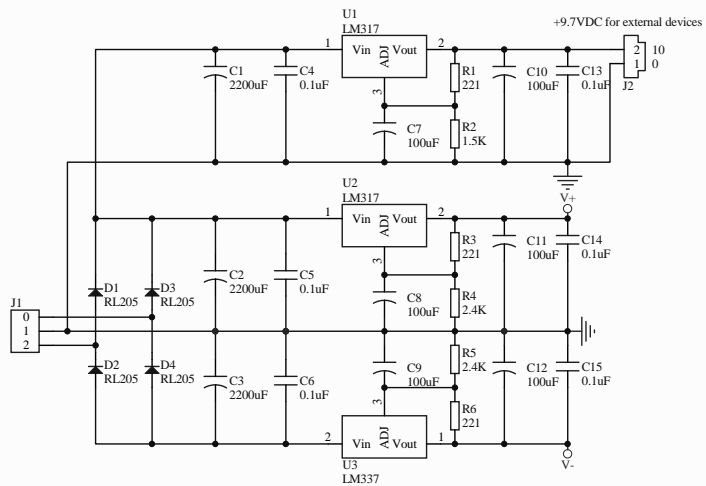 U1
LM317
+9.7VDC for external devices
1 Vin ADJ Vout 2
3
C1
2200uF
C4
0.1uF
R1
221
C10
100uF
C13
0.1uF
2 10
1 0
J2
C7
100uF
R2
1.5K
V+
U2
LM317
1 Vin ADJ Vout 2
3
R3
221
C11
100uF
C14
0.1uF
D1
RL205
D3
RL205
C2
2200uF
C5
0.1uF
C8
100uF
R4
2.4K
J1
0
1
2
D2
RL205
D4
RL205
C3
2200uF
C6
0.1uF
C9
100uF
R5
2.4K
C12
100uF
C15
0.1uF
R6
221
3
2 Vin ADJ Vout 1
U3
LM337
V-